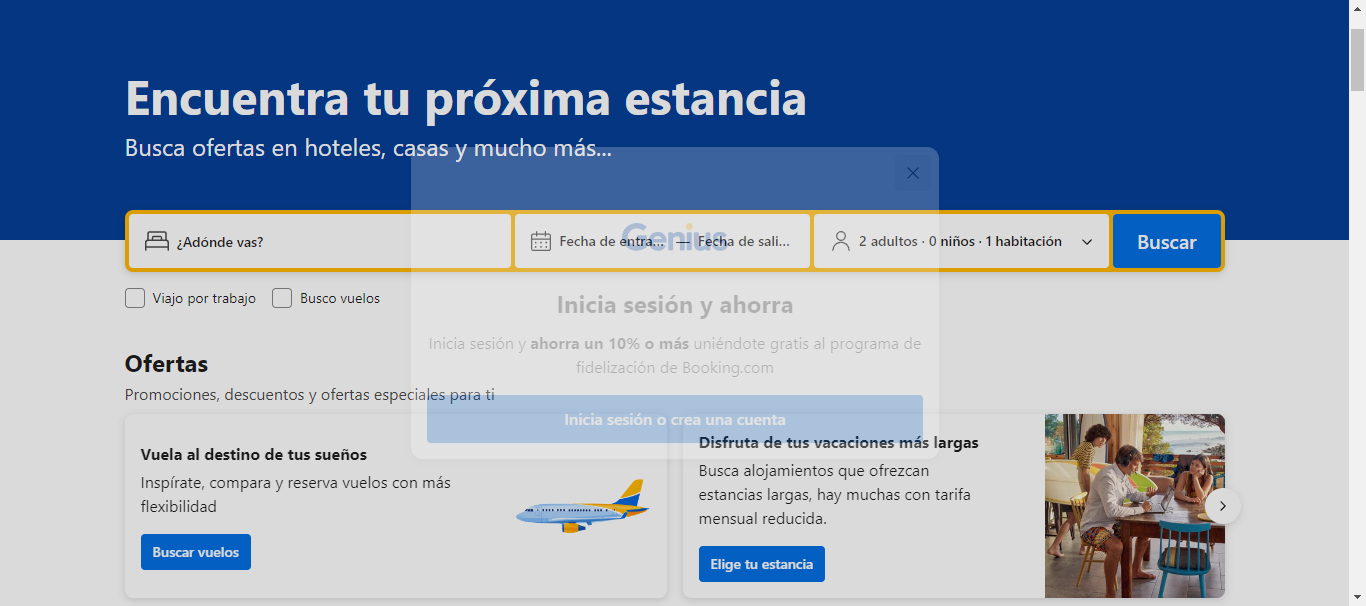 Encuentra tu próxima estancia
Busca ofertas en hoteles, casas y mucho más...
¿Adónde vas?
Fecha de entra... — Fecha de sali...
2 adultos · 0 niños · 1 habitación
Buscar
Genius
Viajo por trabajo
Busco vuelos
Inicia sesión y ahorra
Inicia sesión y ahorra un 10% o más uniéndote gratis al programa de
fidelización de Booking.com
Inicia sesión o crea una cuenta
Ofertas
Promociones, descuentos y ofertas especiales para ti
Vuela al destino de tus sueños
Inspírate, compara y reserva vuelos con más
flexibilidad
Buscar vuelos
Disfruta de tus vacaciones más largas
Busca alojamientos que ofrezcan
estancias largas, hay muchas con tarifa
mensual reducida.
Elige tu estancia